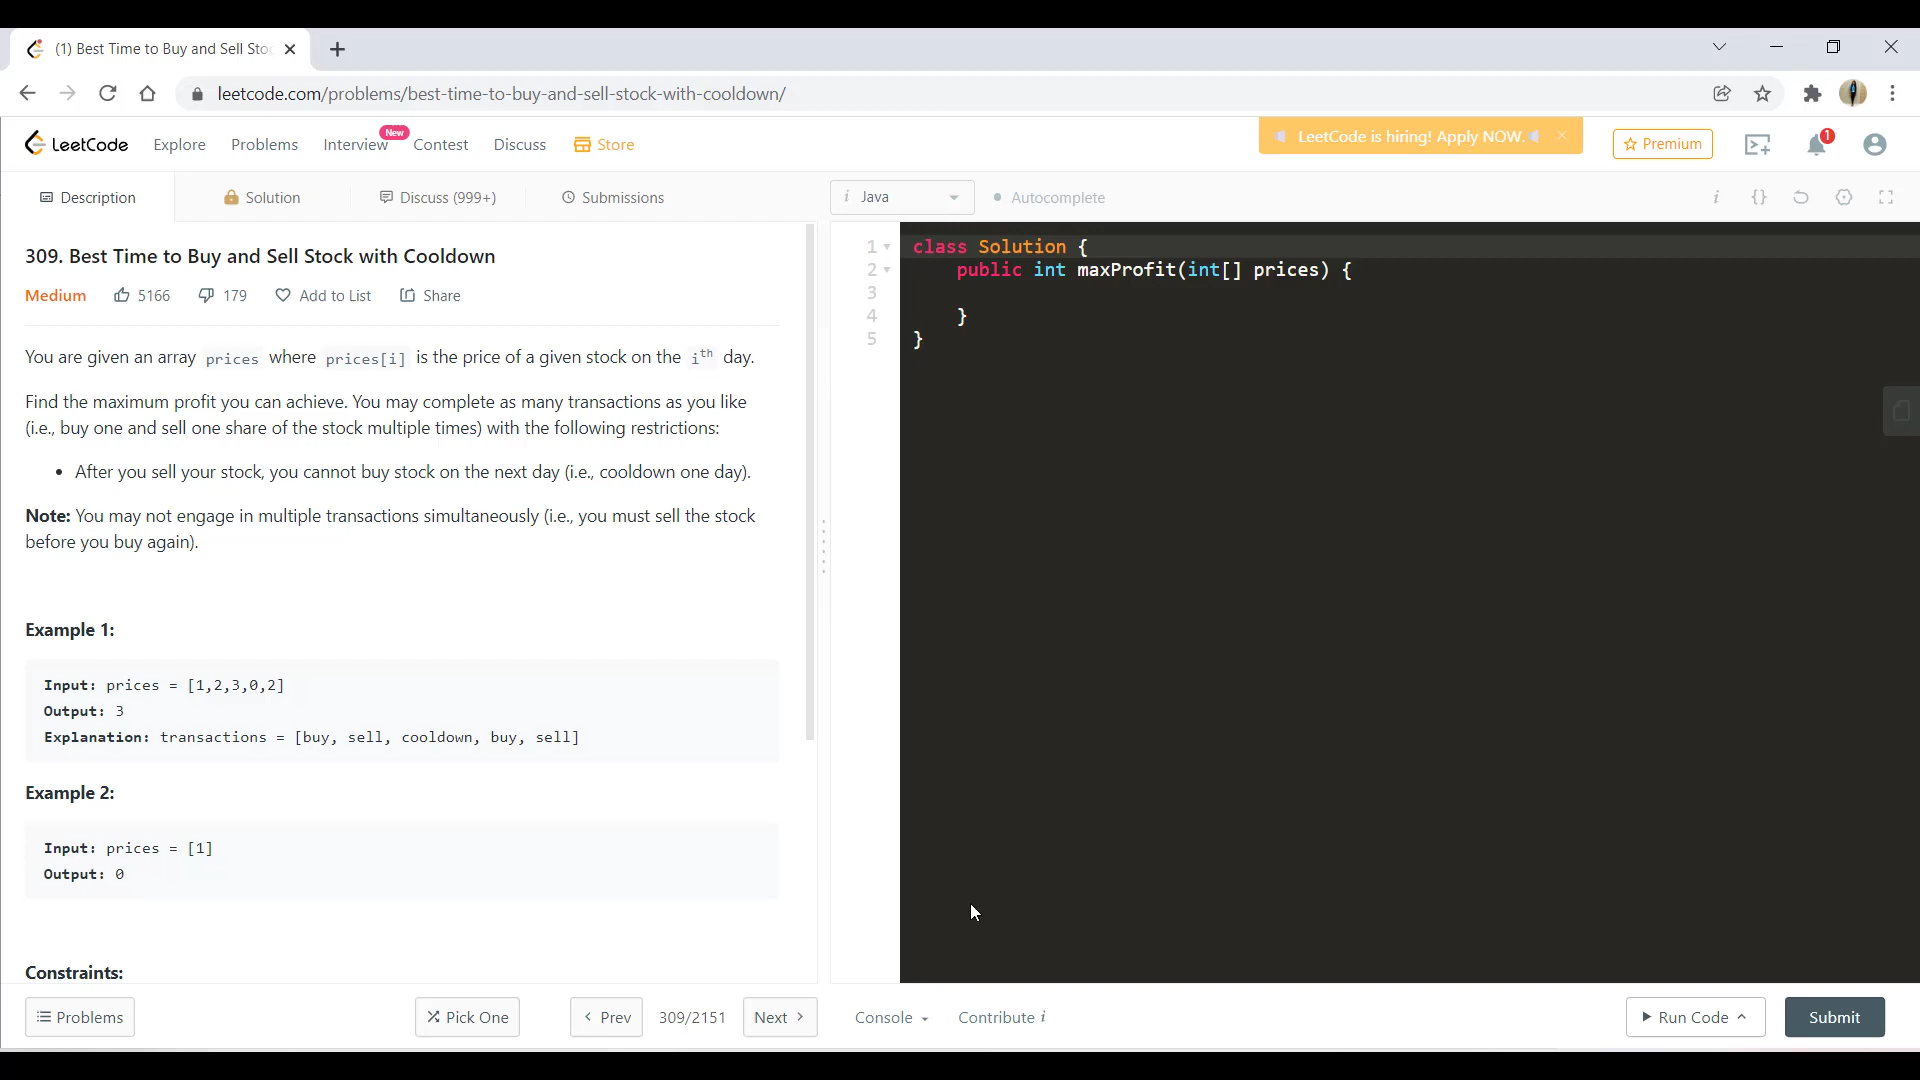 (1) Best Time to Buy and Sell Sto
leetcode.com/problems/best-time-to-buy-and-sell-stock-with-cooldown/
LeetCode Explore Problems Interview New Contest Discuss Store LeetCode is hiring! Apply NOW. Premium 1
Description Solution Discuss (999+) Submissions i Java Autocomplete i {}
309. Best Time to Buy and Sell Stock with Cooldown
Medium 5166 179 Add to List Share
You are given an array prices where prices[i] is the price of a given stock on the ith day.
Find the maximum profit you can achieve. You may complete as many transactions as you like
(i.e., buy one and sell one share of the stock multiple times) with the following restrictions:
• After you sell your stock, you cannot buy stock on the next day (i.e., cooldown one day).
Note: You may not engage in multiple transactions simultaneously (i.e., you must sell the stock
before you buy again).
Example 1:
Input: prices = [1,2,3,0,2]
Output: 3
Explanation: transactions = [buy, sell, cooldown, buy, sell]
Example 2:
Input: prices = [1]
Output: 0
Constraints:
1 class Solution {
2 public int maxProfit(int[] prices) {
3
4 }
5 }
Problems Pick One < Prev 309/2151 Next > Console Contribute i Run Code Submit